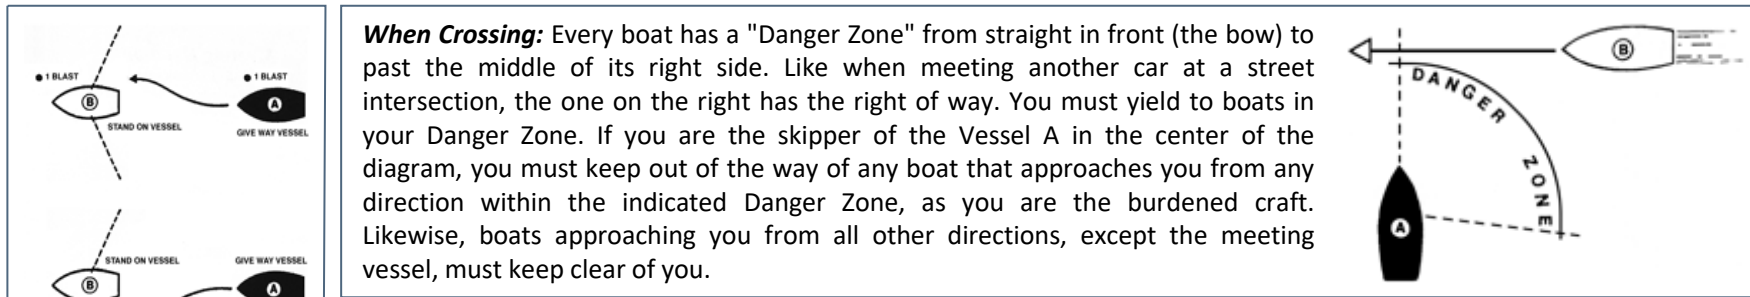 ● 1 BLAST
● 1 BLAST
B
A
STAND ON VESSEL
GIVE WAY VESSEL
STAND ON VESSEL
GIVE WAY VESSEL
B
A
When Crossing: Every boat has a "Danger Zone" from straight in front (the bow) to
past the middle of its right side. Like when meeting another car at a street
intersection, the one on the right has the right of way. You must yield to boats in
your Danger Zone. If you are the skipper of the Vessel A in the center of the
diagram, you must keep out of the way of any boat that approaches you from any
direction within the indicated Danger Zone, as you are the burdened craft.
Likewise, boats approaching you from all other directions, except the meeting
vessel, must keep clear of you.
B
DANGER ZONE
A